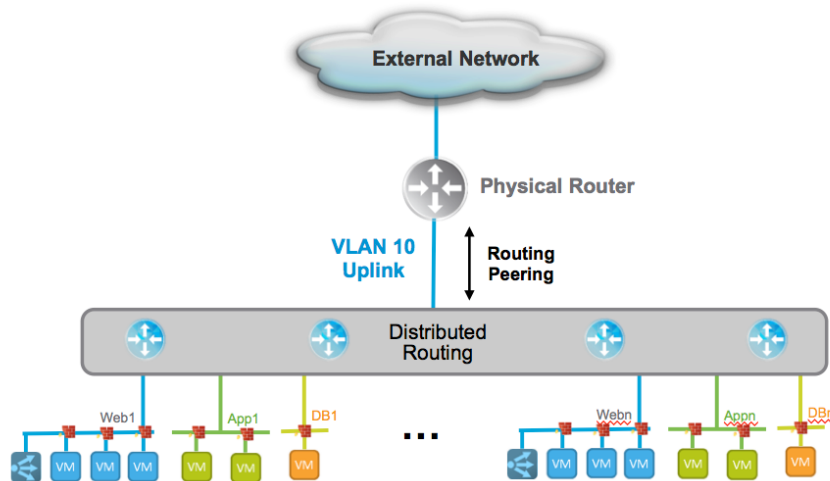 External Network
Physical Router
VLAN 10
Uplink
Routing
Peering
Distributed
Routing
Web1
App1
DB1
Webn
Appn
DBn
...
VM
VM
VM
VM
VM
VM
VM
VM
VM
VM
VM
VM